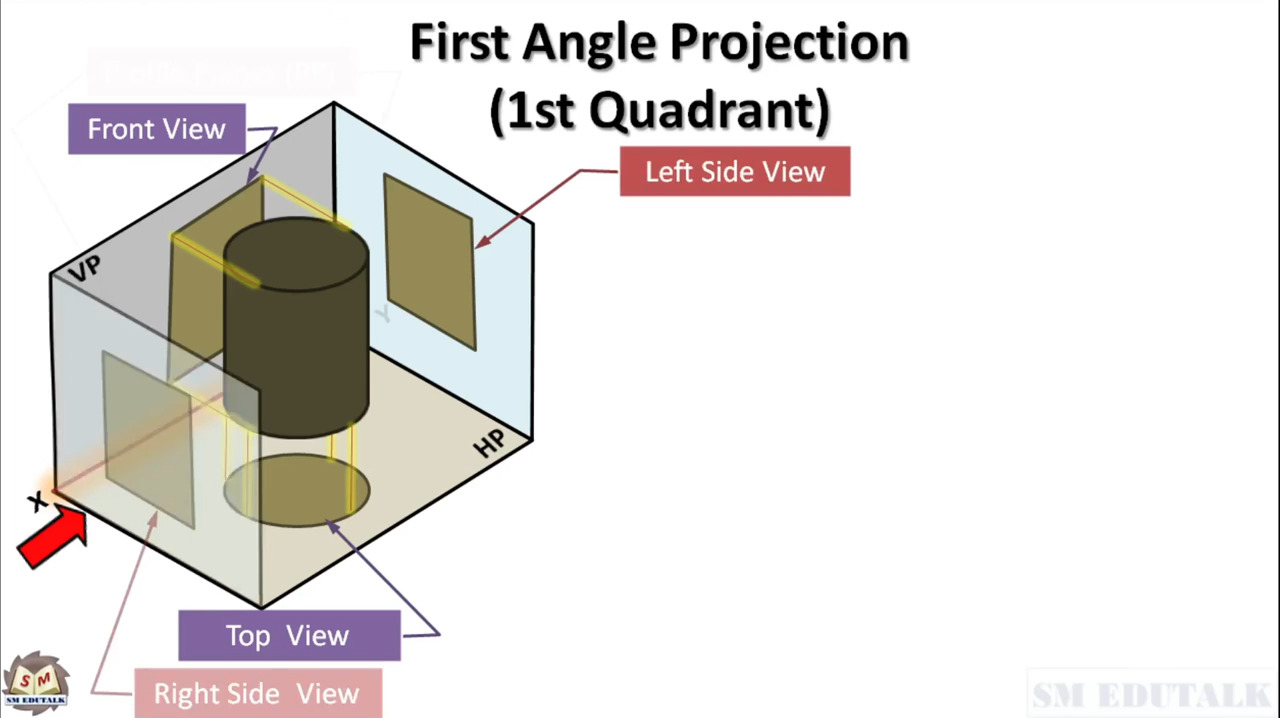 First Angle Projection
(1st Quadrant)
Front View
Left Side View
VP
Y
HP
X
Top View
Right Side View
SM
SM EDUTALK
SM EDUTALK